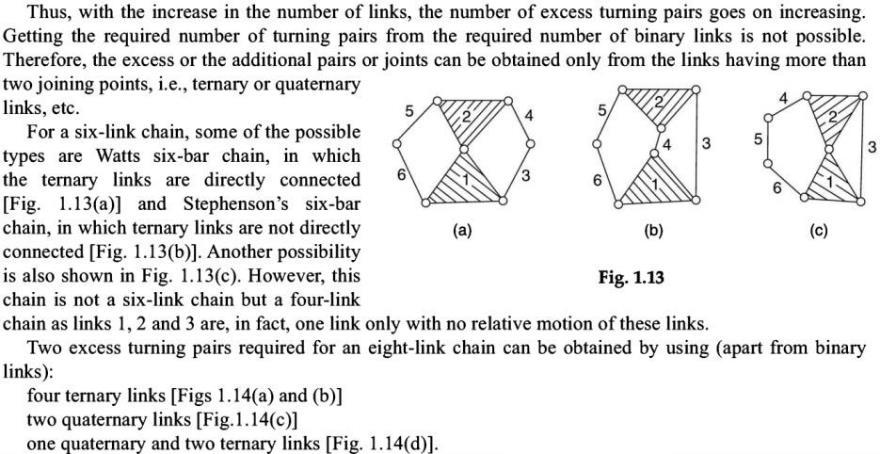 Thus, with the increase in the number of links, the number of excess turning pairs goes on increasing.
Getting the required number of turning pairs from the required number of binary links is not possible.
Therefore, the excess or the additional pairs or joints can be obtained only from the links having more than
two joining points, i.e., ternary or quaternary
links, etc.
For a six-link chain, some of the possible
types are Watts six-bar chain, in which
the ternary links are directly connected
[Fig. 1.13(a)] and Stephenson's six-bar
chain, in which ternary links are not directly
connected [Fig. 1.13(b)]. Another possibility
is also shown in Fig. 1.13(c). However, this
chain is not a six-link chain but a four-link
5 2 4
6 1 3
(a)
5 2
4 3
6 1
(b)
4 2
5 3
6 1
(c)
Fig. 1.13
chain as links 1, 2 and 3 are, in fact, one link only with no relative motion of these links.
Two excess turning pairs required for an eight-link chain can be obtained by using (apart from binary
links):
four ternary links [Figs 1.14(a) and (b)]
two quaternary links [Fig.1.14(c)]
one quaternary and two ternary links [Fig. 1.14(d)].